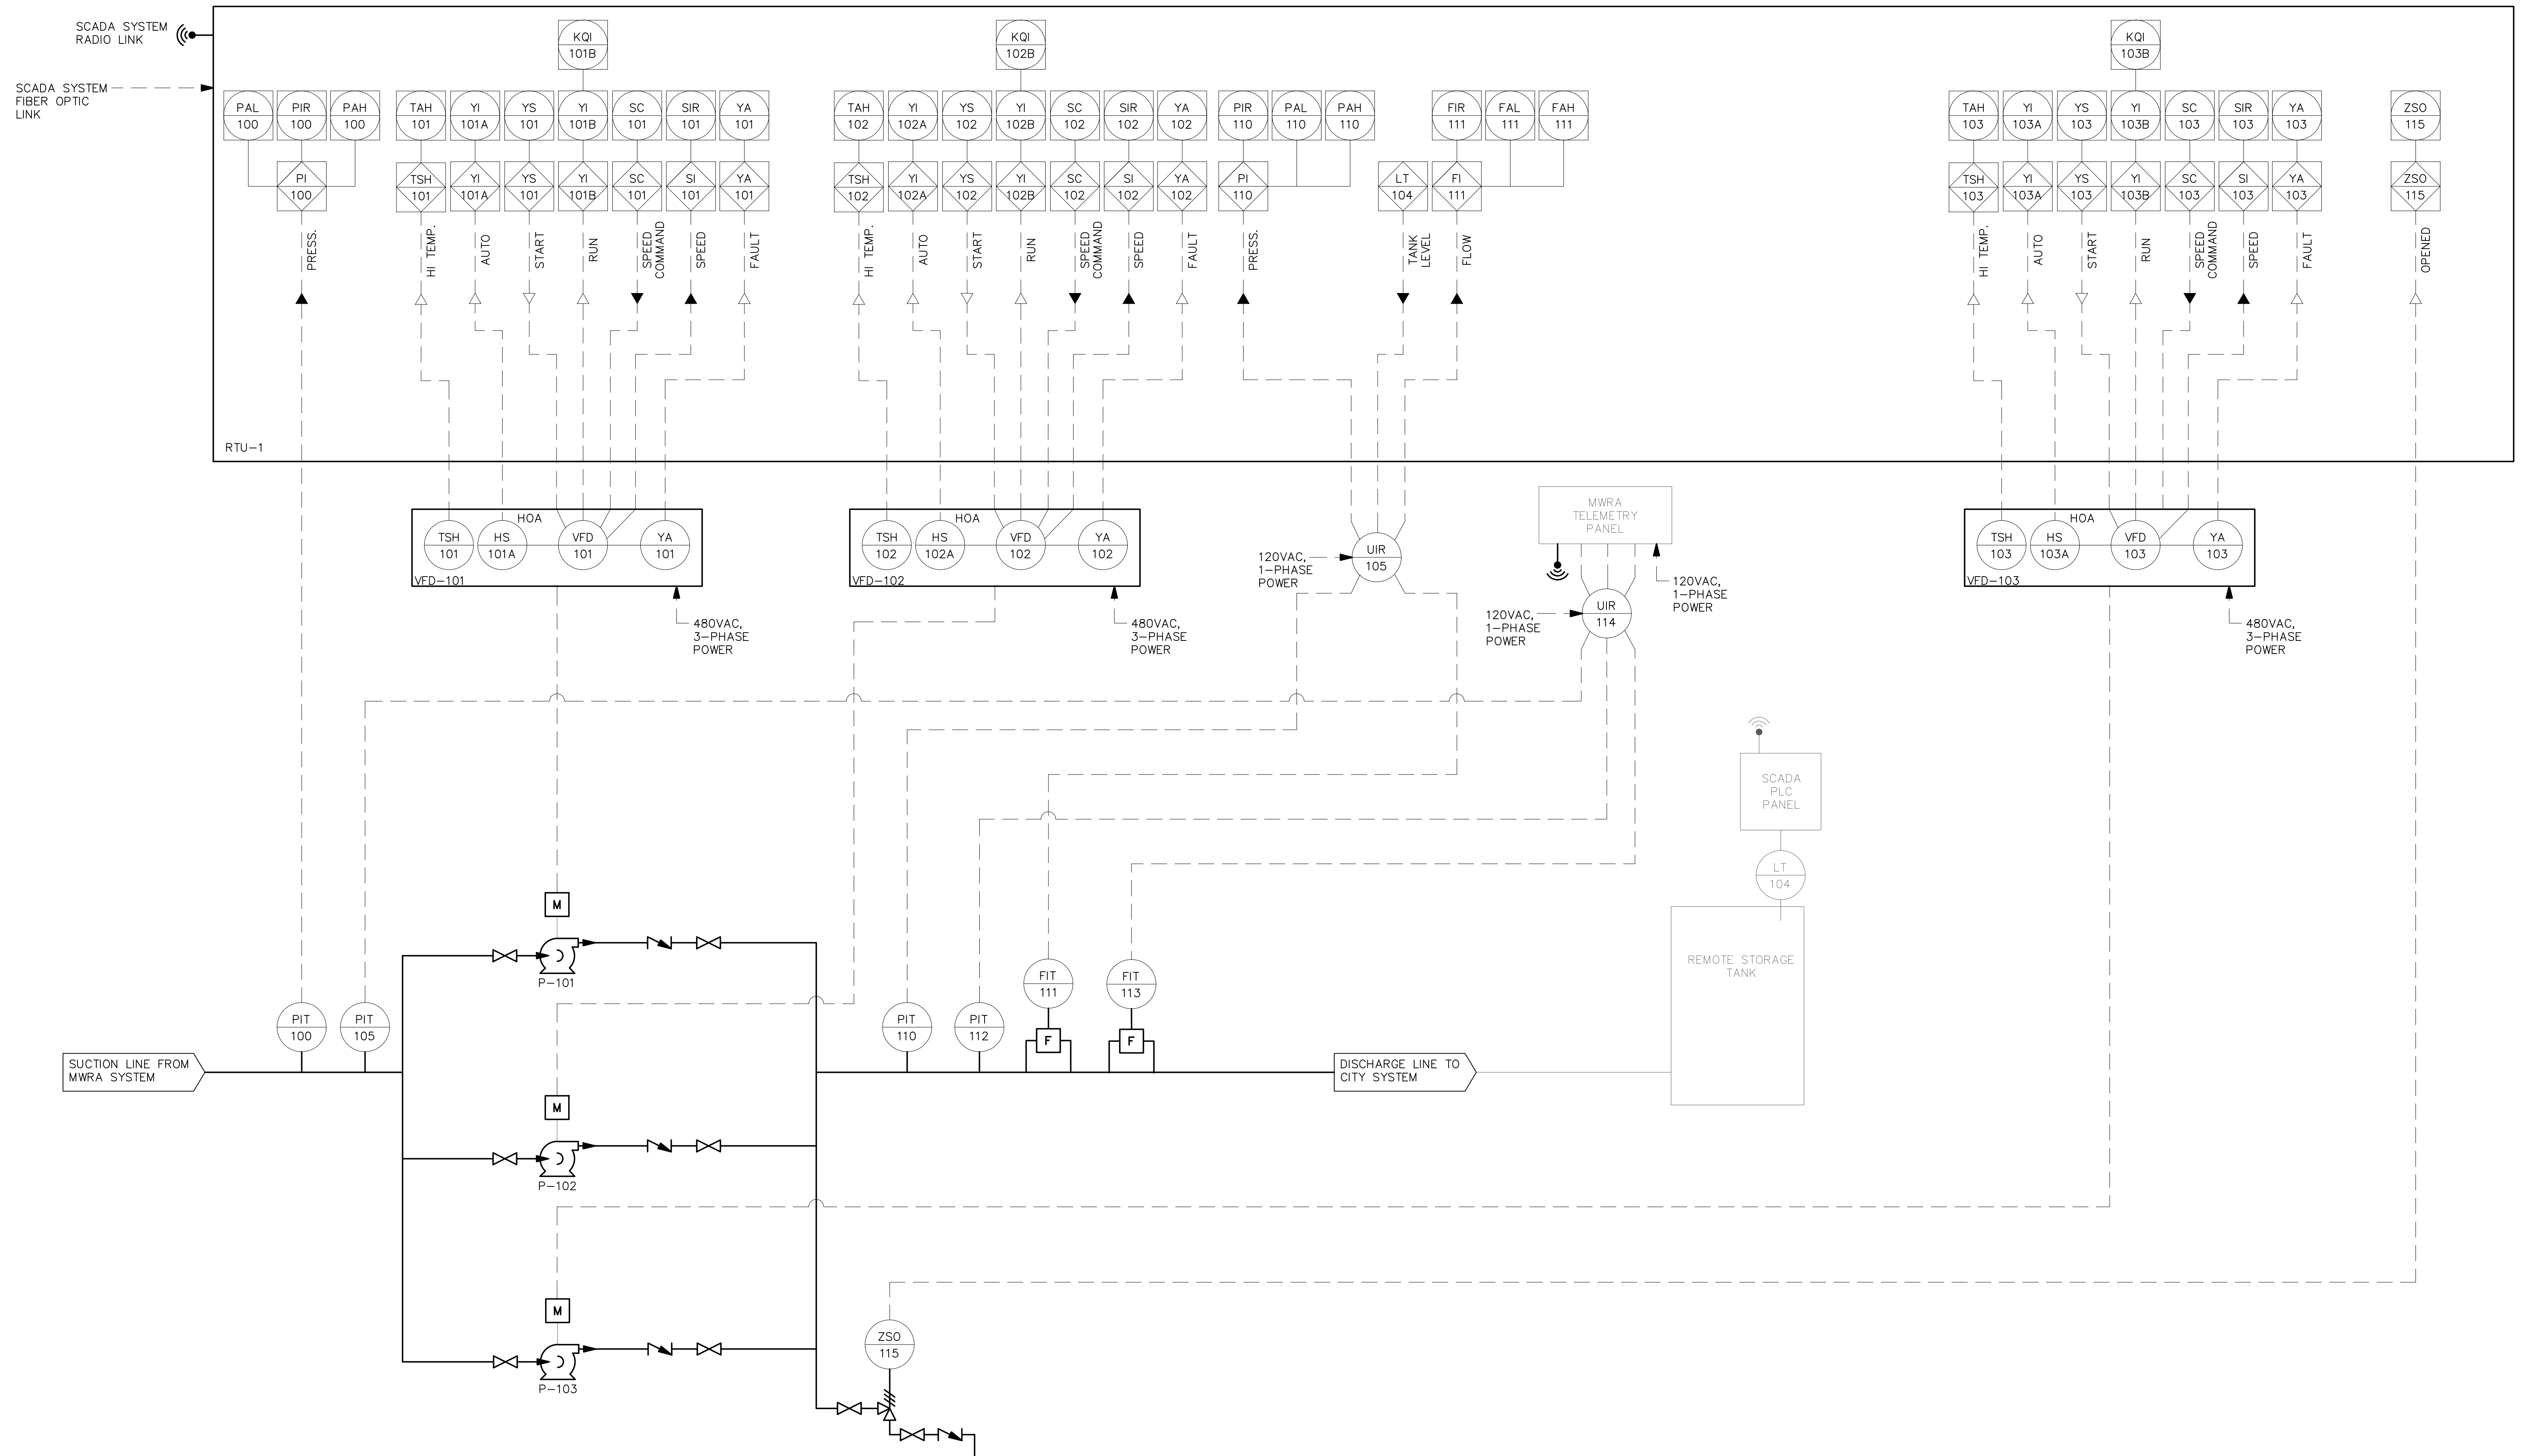 SCADA SYSTEM
RADIO LINK
SCADA SYSTEM
FIBER OPTIC
LINK
KQI
101B
KQI
102B
KQI
103B
PAL
100
PIR
100
PAH
100
TAH
101
YI
101A
YS
101
YI
101B
SC
101
SIR
101
YA
101
TAH
102
YI
102A
YS
102
YI
102B
SC
102
SIR
102
YA
102
PIR
110
PAL
110
PAH
110
FIR
111
FAL
111
FAH
111
TAH
103
YI
103A
YS
103
YI
103B
SC
103
SIR
103
YA
103
ZSO
115
PI
100
TSH
101
YI
101A
YS
101
YI
101B
SC
101
SI
101
YA
101
TSH
102
YI
102A
YS
102
YI
102B
SC
102
SI
102
YA
102
PI
110
LT
104
FI
111
TSH
103
YI
103A
YS
103
YI
103B
SC
103
SI
103
YA
103
ZSO
115
PRESS.
HI TEMP.
AUTO
START
RUN
SPEED
COMMAND
SPEED
FAULT
HI TEMP.
AUTO
START
RUN
SPEED
COMMAND
SPEED
FAULT
PRESS.
TANK
LEVEL
FLOW
HI TEMP.
AUTO
START
RUN
SPEED
COMMAND
SPEED
FAULT
OPENED
RTU-1
HOA
TSH
101
HS
101A
VFD
101
YA
101
VFD-101
480VAC,
3-PHASE
POWER
HOA
TSH
102
HS
102A
VFD
102
YA
102
VFD-102
480VAC,
3-PHASE
POWER
120VAC,
1-PHASE
POWER
UIR
105
MWRA
TELEMETRY
PANEL
120VAC,
1-PHASE
POWER
UIR
114
120VAC,
1-PHASE
POWER
HOA
TSH
103
HS
103A
VFD
103
YA
103
VFD-103
480VAC,
3-PHASE
POWER
SCADA
PLC
PANEL
LT
104
REMOTE STORAGE
TANK
M
P-101
PIT
100
PIT
105
PIT
110
PIT
112
FIT
111
F
FIT
113
F
SUCTION LINE FROM
MWRA SYSTEM
DISCHARGE LINE TO
CITY SYSTEM
M
P-102
M
P-103
ZSO
115